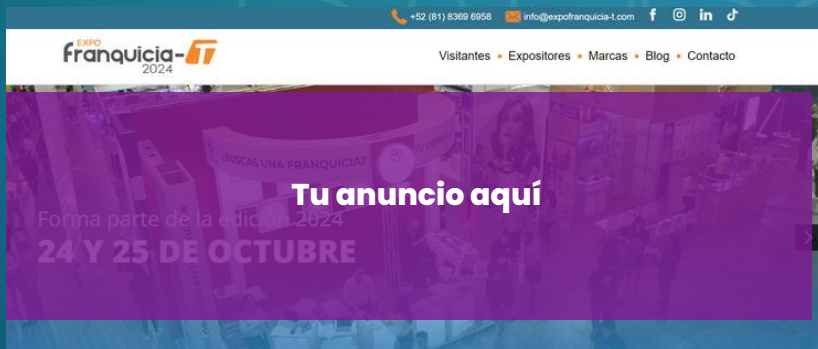 +52 (81) 8369 6958 info@expofranquicia-t.com
EXPO
Franquicia-T
2024
Visitantes • Expositores • Marcas • Blog • Contacto
¿BUSCAS UNA FRANQUICIA?
Tu anuncio aquí
Forma parte de la edición 2024
24 Y 25 DE OCTUBRE